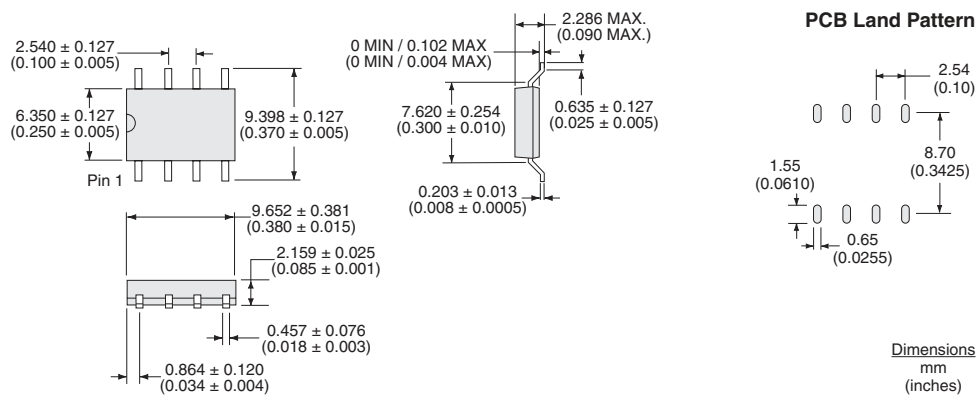 2.540 ± 0.127
(0.100 ± 0.005)
6.350 ± 0.127
(0.250 ± 0.005)
9.398 ± 0.127
(0.370 ± 0.005)
Pin 1
2.286 MAX.
(0.090 MAX.)
0 MIN / 0.102 MAX
(0 MIN / 0.004 MAX)
7.620 ± 0.254
(0.300 ± 0.010)
0.635 ± 0.127
(0.025 ± 0.005)
0.203 ± 0.013
(0.008 ± 0.0005)
9.652 ± 0.381
(0.380 ± 0.015)
2.159 ± 0.025
(0.085 ± 0.001)
0.457 ± 0.076
(0.018 ± 0.003)
0.864 ± 0.120
(0.034 ± 0.004)
PCB Land Pattern
2.54
(0.10)
8.70
(0.3425)
1.55
(0.0610)
0.65
(0.0255)
Dimensions
mm
(inches)